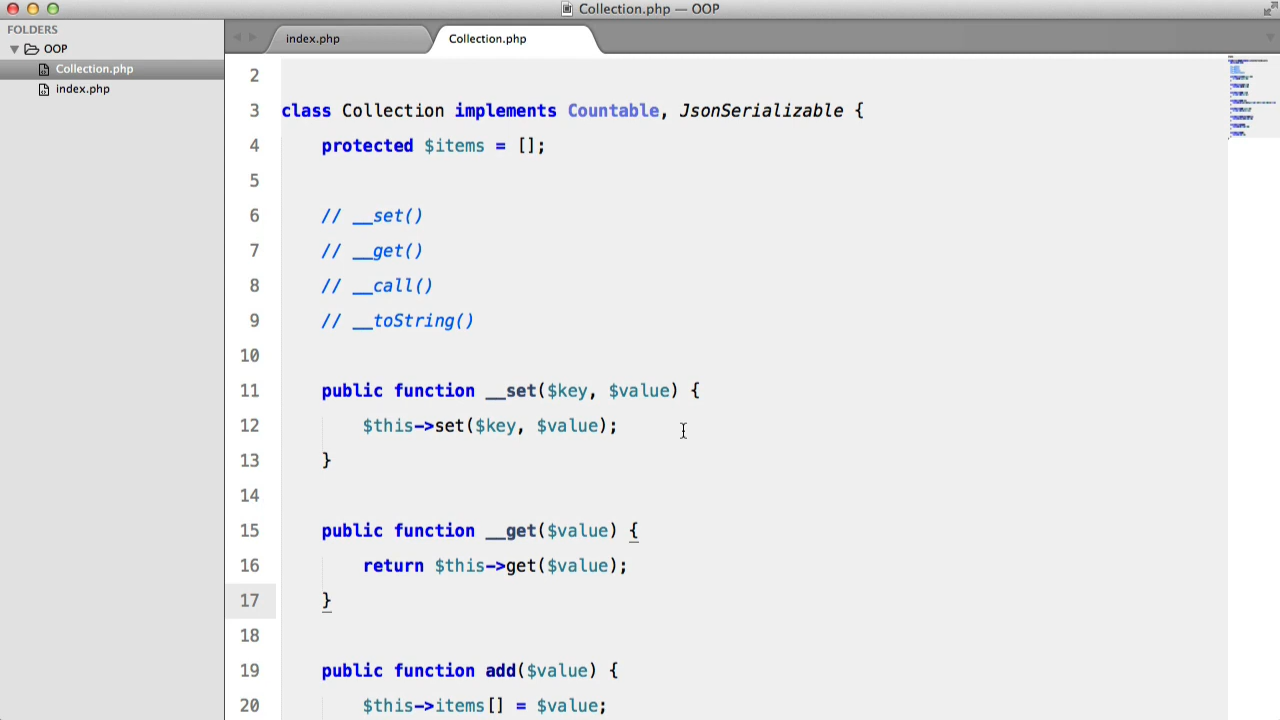 Collection.php — OOP
FOLDERS
OOP
Collection.php
index.php
index.php
Collection.php
2
3 class Collection implements Countable, JsonSerializable {
4 protected $items = [];
5
6 // __set()
7 // __get()
8 // __call()
9 // __toString()
10
11 public function __set($key, $value) {
12 $this->set($key, $value);
13 }
14
15 public function __get($value) {
16 return $this->get($value);
17 }
18
19 public function add($value) {
20 $this->items[] = $value;